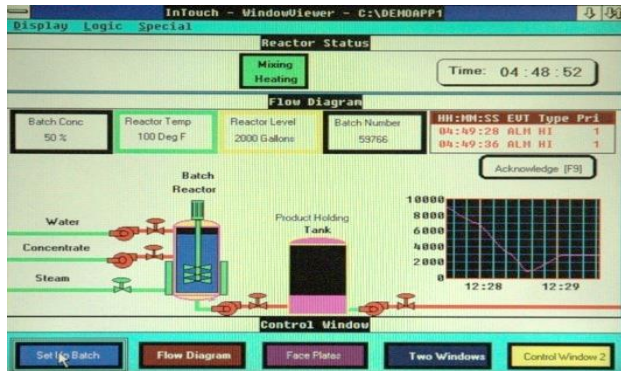 InTouch - WindowViewer - C:\DEMOAPP1
Display Logic Special
Reactor Status
Mixing
Heating
Time: 04:48:52
Flow Diagram
Batch Conc
50 %
Reactor Temp
100 Deg F
Reactor Level
2000 Gallons
Batch Number
59766
HH:MM:SS EVT Type Pri
04:49:28 ALM HI 1
04:49:36 ALM HI 1
Acknowledge [F9]
Batch
Reactor
Water
Concentrate
Steam
Product Holding
Tank
10000
8000
6000
4000
2000
0
12:28 12:29
Control Window
Set Up Batch
Flow Diagram
Face Plates
Two Windows
Control Window 2